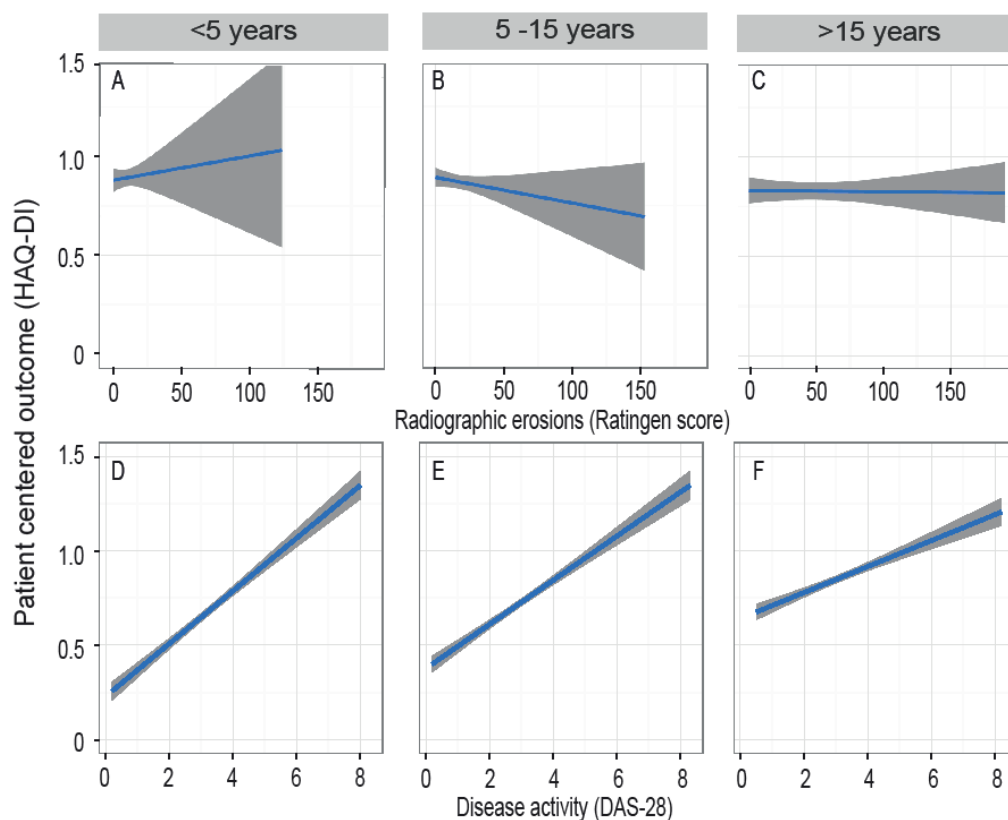 <5 years
5 -15 years
>15 years
Patient centered outcome (HAQ-DI)
A
B
C
1.5
1.0
0.5
0
0
50
100
150
0
50
100
150
0
50
100
150
Radiographic erosions (Ratingen score)
D
E
F
1.5
1.0
0.5
0
0
2
4
6
8
0
2
4
6
8
0
2
4
6
8
Disease activity (DAS-28)